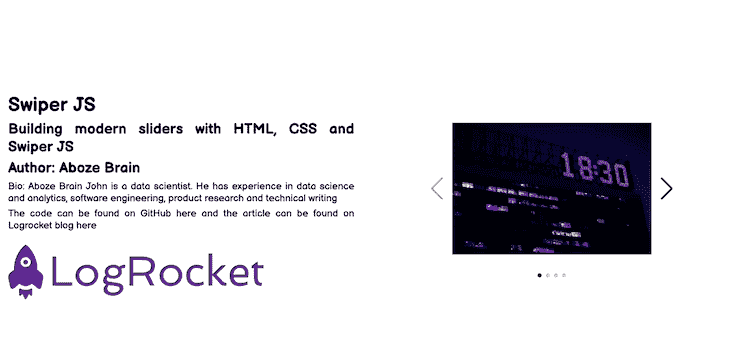 Swiper JS
Building modern sliders with HTML, CSS and
Swiper JS
Author: Aboze Brain
Bio: Aboze Brain John is a data scientist. He has experience in data science
and analytics, software engineering, product research and technical writing
The code can be found on GitHub here and the article can be found on
Logrocket blog here
LogRocket
18:30